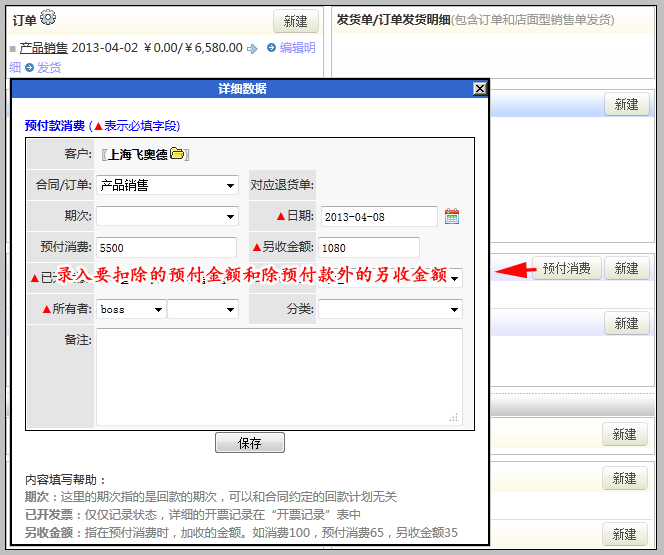 订单
新建
产品销售 2013-04-02 ￥0.00/￥6,580.00 编辑明
细 发货
发货单/订单发货明细(包含订单和店面型销售单发货)
新建
详细数据
预付款消费 (▲表示必填字段)
客户: 〖上海飞奥德〗
合同/订单: 产品销售 对应退货单:
期次: ▲日期: 2013-04-08
预付消费: 5500 ▲另收金额: 1080
▲已
录入要扣除的预付金额和除预付款外的另收金额
预付消费 新建
▲所有者: boss 分类:
新建
备注:
新建
保存
新建
内容填写帮助：
期次：这里的期次指的是回款的期次，可以和合同约定的回款计划无关
已开发票：仅仅记录状态，详细的开票记录在“开票记录”表中
另收金额：指在预付消费时，加收的金额。如消费100，预付消费65，另收金额35
新建